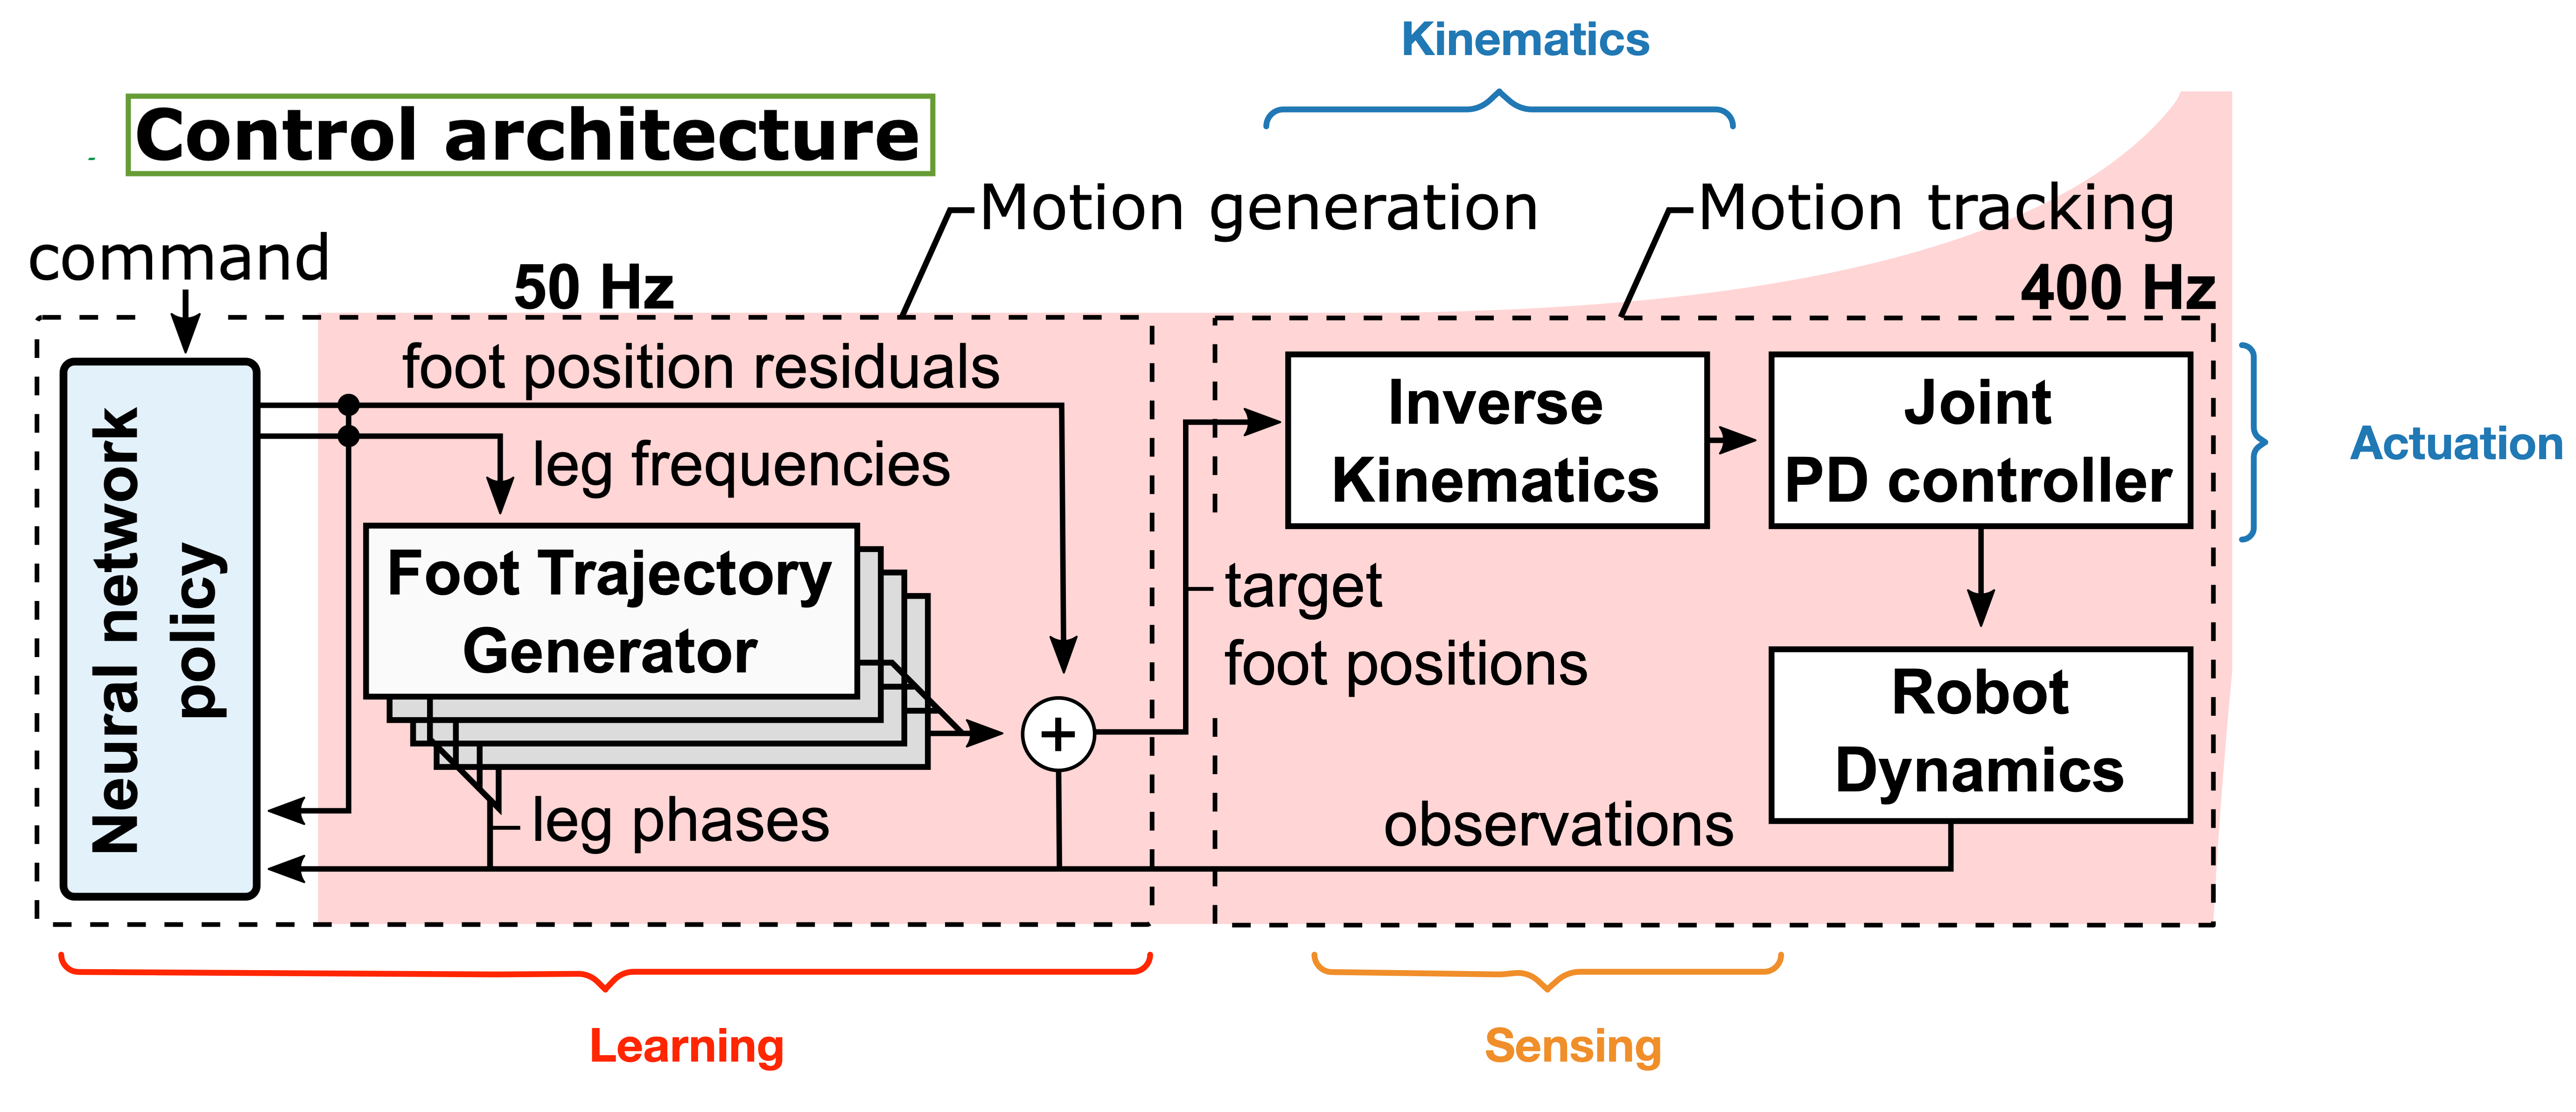 Kinematics
Control architecture
Motion generation
Motion tracking
command
50 Hz
400 Hz
foot position residuals
leg frequencies
Neural network
policy
Foot Trajectory
Generator
leg phases
+
target
foot positions
Inverse
Kinematics
Joint
PD controller
Actuation
Robot
Dynamics
observations
Learning
Sensing